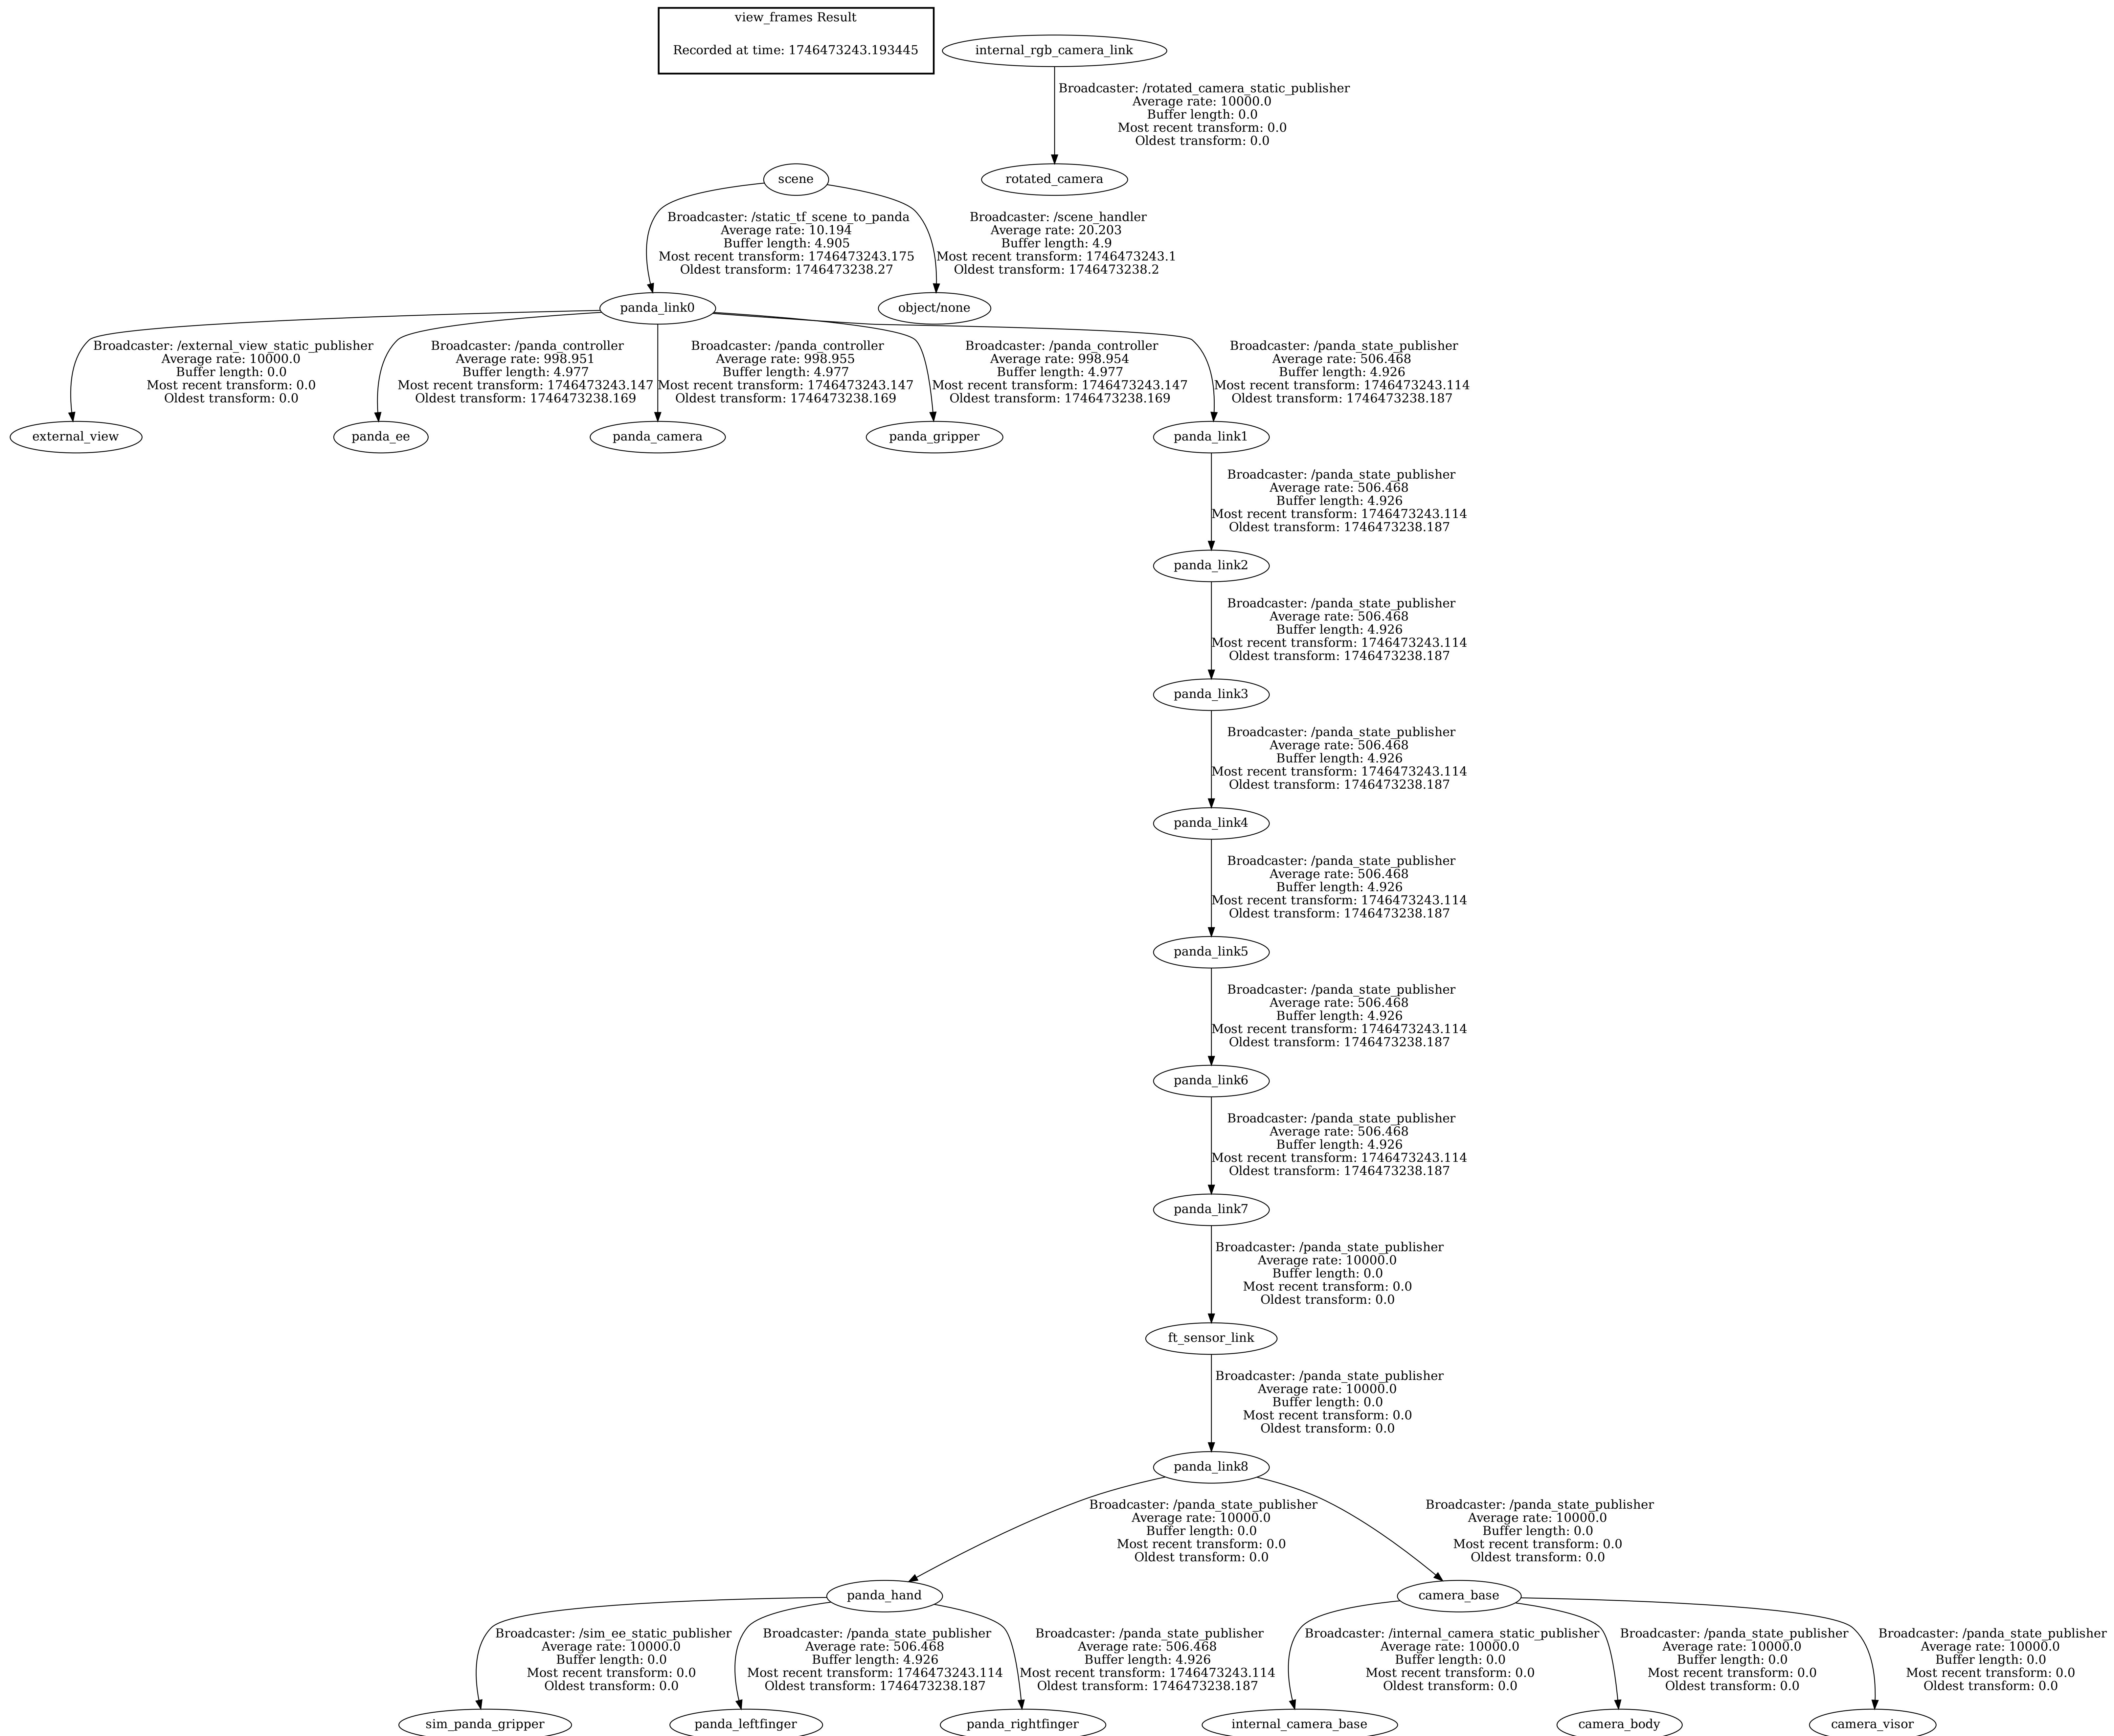 view_frames Result
Recorded at time: 1746473243.193445
internal_rgb_camera_link
Broadcaster: /rotated_camera_static_publisher
Average rate: 10000.0
Buffer length: 0.0
Most recent transform: 0.0
Oldest transform: 0.0
scene
rotated_camera
Broadcaster: /static_tf_scene_to_panda
Average rate: 10.194
Buffer length: 4.905
Most recent transform: 1746473243.175
Oldest transform: 1746473238.27
Broadcaster: /scene_handler
Average rate: 20.203
Buffer length: 4.9
Most recent transform: 1746473243.1
Oldest transform: 1746473238.2
panda_link0
object/none
Broadcaster: /external_view_static_publisher
Average rate: 10000.0
Buffer length: 0.0
Most recent transform: 0.0
Oldest transform: 0.0
Broadcaster: /panda_controller
Average rate: 998.951
Buffer length: 4.977
Most recent transform: 1746473243.147
Oldest transform: 1746473238.169
Broadcaster: /panda_controller
Average rate: 998.955
Buffer length: 4.977
Most recent transform: 1746473243.147
Oldest transform: 1746473238.169
Broadcaster: /panda_controller
Average rate: 998.954
Buffer length: 4.977
Most recent transform: 1746473243.147
Oldest transform: 1746473238.169
Broadcaster: /panda_state_publisher
Average rate: 506.468
Buffer length: 4.926
Most recent transform: 1746473243.114
Oldest transform: 1746473238.187
external_view
panda_ee
panda_camera
panda_gripper
panda_link1
Broadcaster: /panda_state_publisher
Average rate: 506.468
Buffer length: 4.926
Most recent transform: 1746473243.114
Oldest transform: 1746473238.187
panda_link2
Broadcaster: /panda_state_publisher
Average rate: 506.468
Buffer length: 4.926
Most recent transform: 1746473243.114
Oldest transform: 1746473238.187
panda_link3
Broadcaster: /panda_state_publisher
Average rate: 506.468
Buffer length: 4.926
Most recent transform: 1746473243.114
Oldest transform: 1746473238.187
panda_link4
Broadcaster: /panda_state_publisher
Average rate: 506.468
Buffer length: 4.926
Most recent transform: 1746473243.114
Oldest transform: 1746473238.187
panda_link5
Broadcaster: /panda_state_publisher
Average rate: 506.468
Buffer length: 4.926
Most recent transform: 1746473243.114
Oldest transform: 1746473238.187
panda_link6
Broadcaster: /panda_state_publisher
Average rate: 506.468
Buffer length: 4.926
Most recent transform: 1746473243.114
Oldest transform: 1746473238.187
panda_link7
Broadcaster: /panda_state_publisher
Average rate: 10000.0
Buffer length: 0.0
Most recent transform: 0.0
Oldest transform: 0.0
ft_sensor_link
Broadcaster: /panda_state_publisher
Average rate: 10000.0
Buffer length: 0.0
Most recent transform: 0.0
Oldest transform: 0.0
panda_link8
Broadcaster: /panda_state_publisher
Average rate: 10000.0
Buffer length: 0.0
Most recent transform: 0.0
Oldest transform: 0.0
Broadcaster: /panda_state_publisher
Average rate: 10000.0
Buffer length: 0.0
Most recent transform: 0.0
Oldest transform: 0.0
panda_hand
camera_base
Broadcaster: /sim_ee_static_publisher
Average rate: 10000.0
Buffer length: 0.0
Most recent transform: 0.0
Oldest transform: 0.0
Broadcaster: /panda_state_publisher
Average rate: 506.468
Buffer length: 4.926
Most recent transform: 1746473243.114
Oldest transform: 1746473238.187
Broadcaster: /panda_state_publisher
Average rate: 506.468
Buffer length: 4.926
Most recent transform: 1746473243.114
Oldest transform: 1746473238.187
Broadcaster: /internal_camera_static_publisher
Average rate: 10000.0
Buffer length: 0.0
Most recent transform: 0.0
Oldest transform: 0.0
Broadcaster: /panda_state_publisher
Average rate: 10000.0
Buffer length: 0.0
Most recent transform: 0.0
Oldest transform: 0.0
Broadcaster: /panda_state_publisher
Average rate: 10000.0
Buffer length: 0.0
Most recent transform: 0.0
Oldest transform: 0.0
sim_panda_gripper
panda_leftfinger
panda_rightfinger
internal_camera_base
camera_body
camera_visor